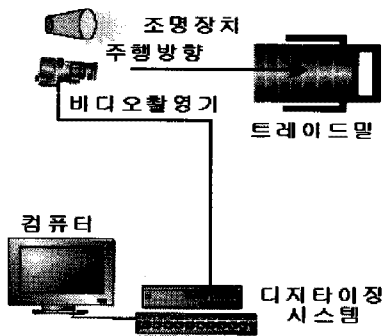 조명장치
주행방향
비디오촬영기
트레이드밀
컴퓨터
디지타이징
시스템